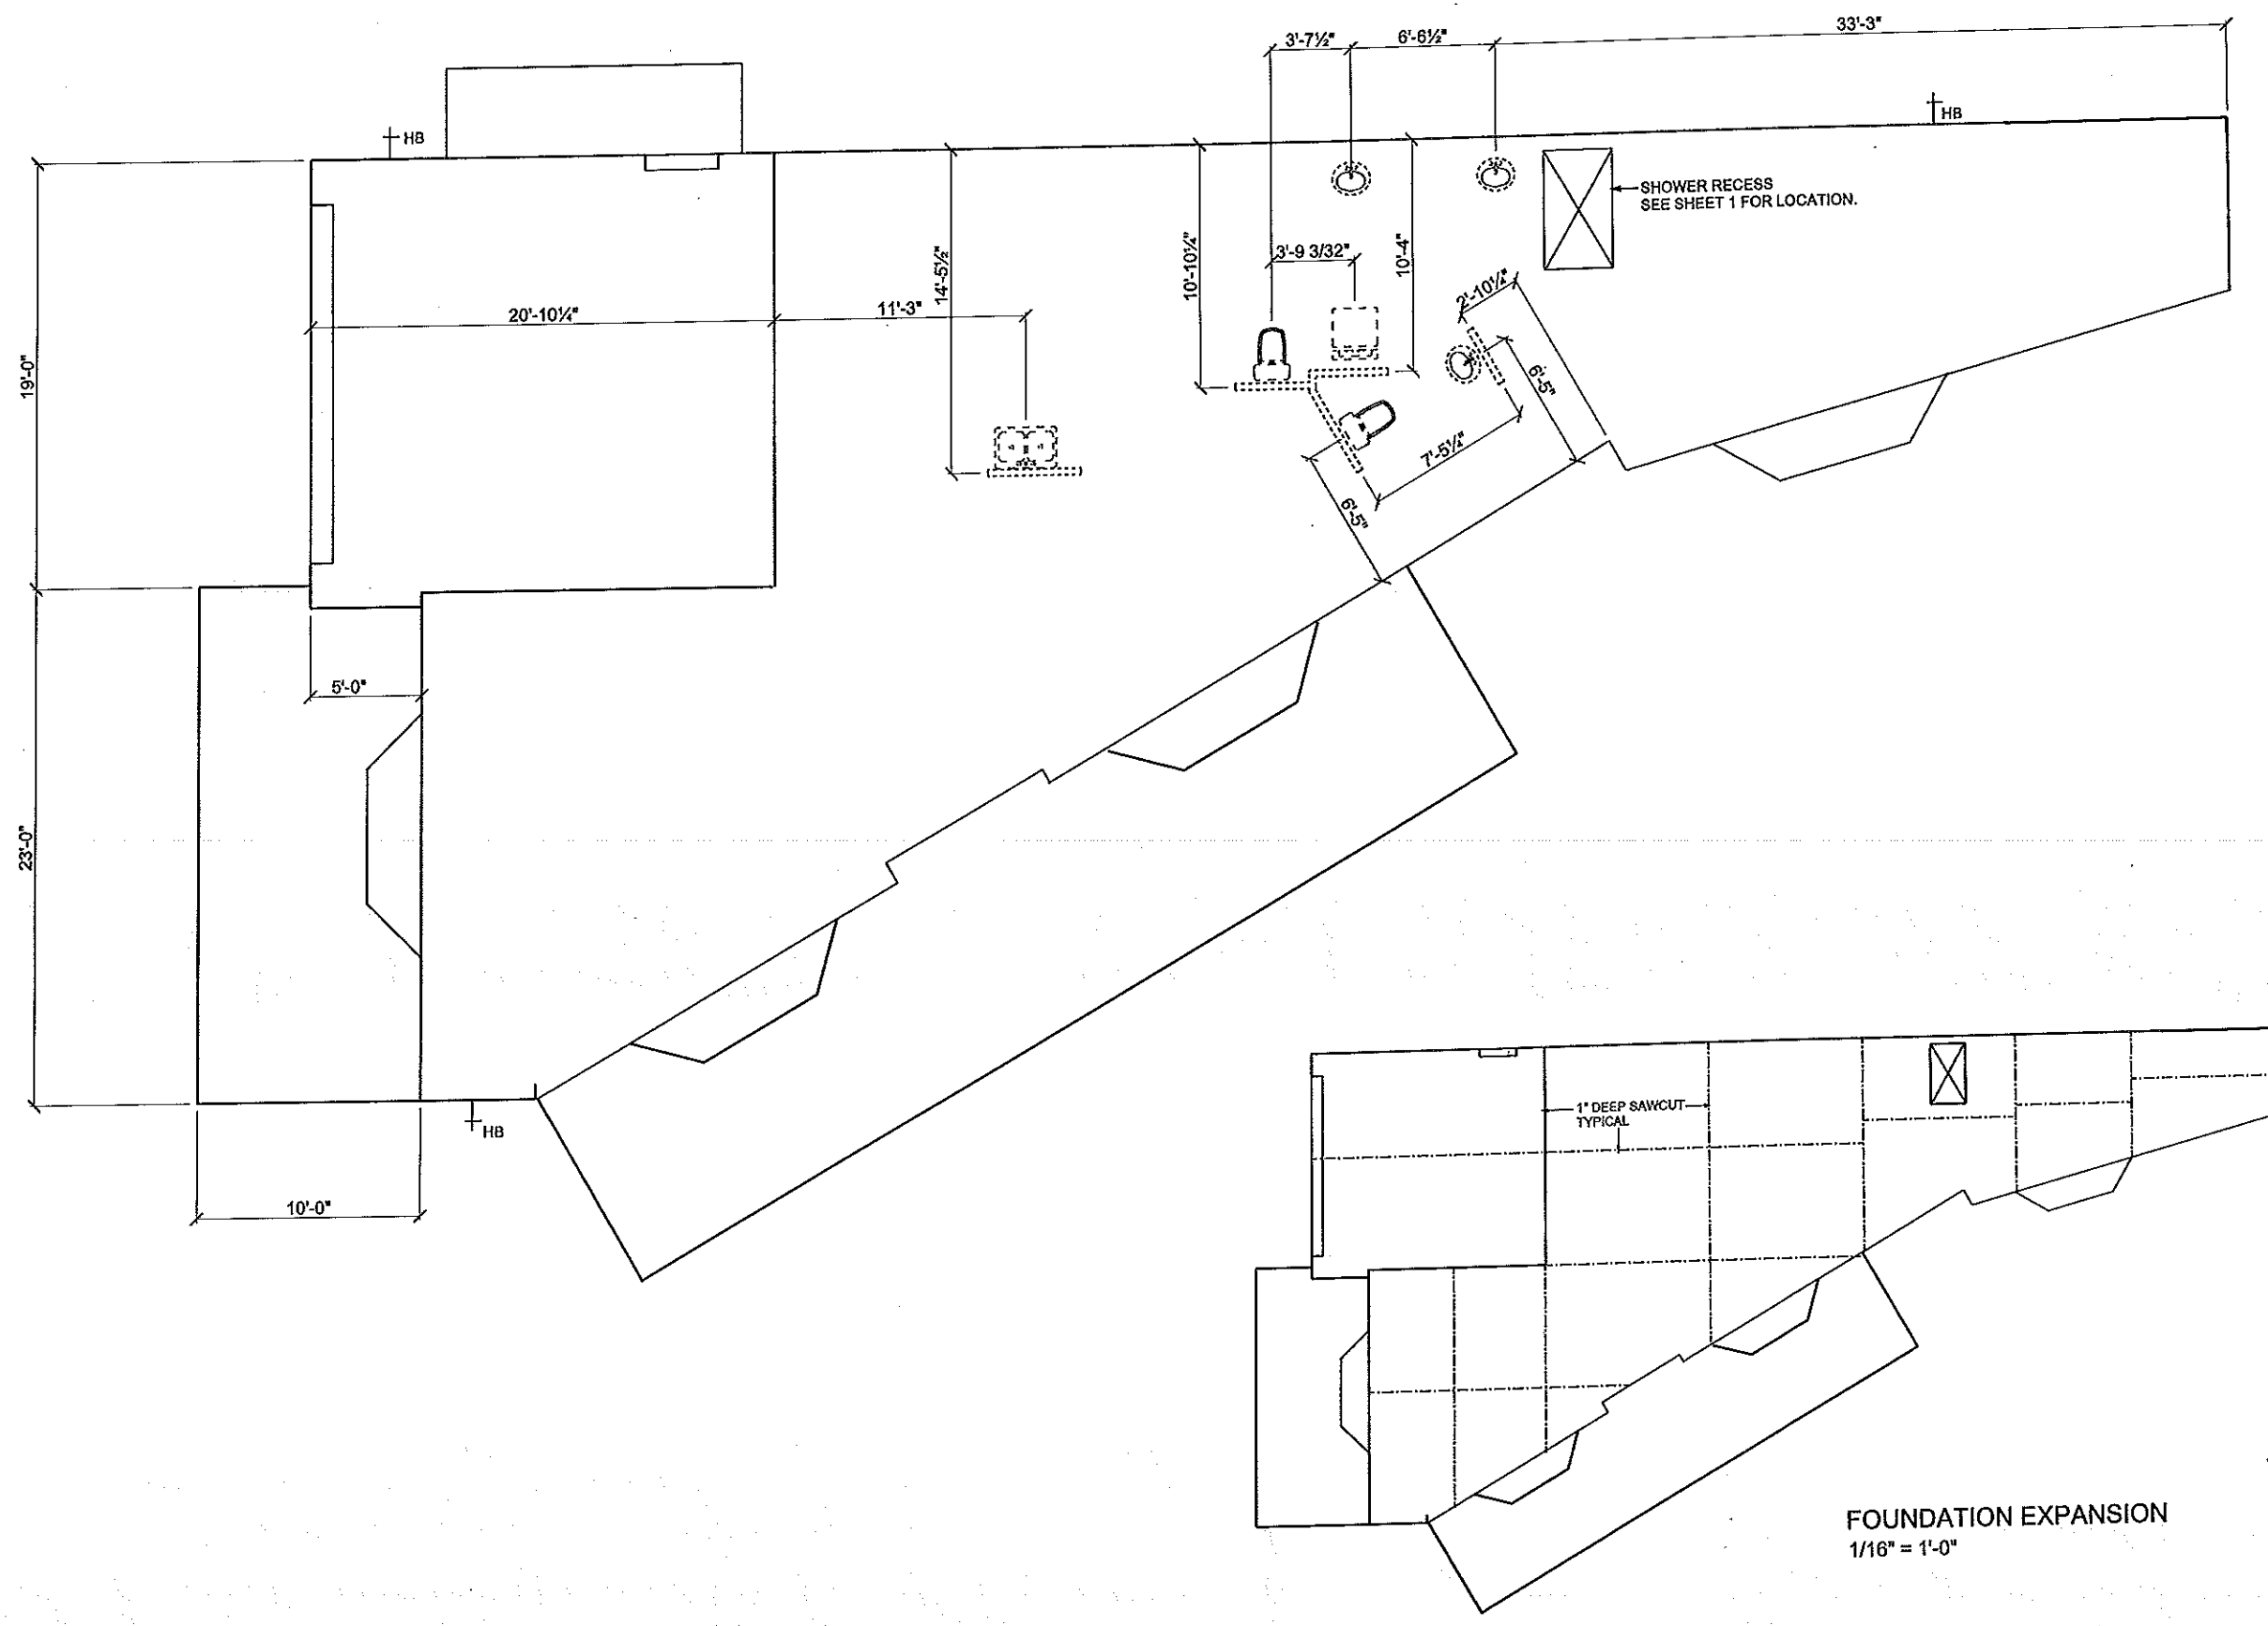 33'-3"
3'-7½"
6'-6½"
HB
HB
SHOWER RECESS
SEE SHEET 1 FOR LOCATION.
10'-10¼"
3'-9 3/32"
10'-4"
14'-5½"
2'-10¼"
11'-3"
20'-10¼"
19'-0"
6'-5"
7'-5¼"
6'-5"
5'-0"
23'-0"
HB
10'-0"
1" DEEP SAWCUT
TYPICAL
FOUNDATION EXPANSION
1/16" = 1'-0"